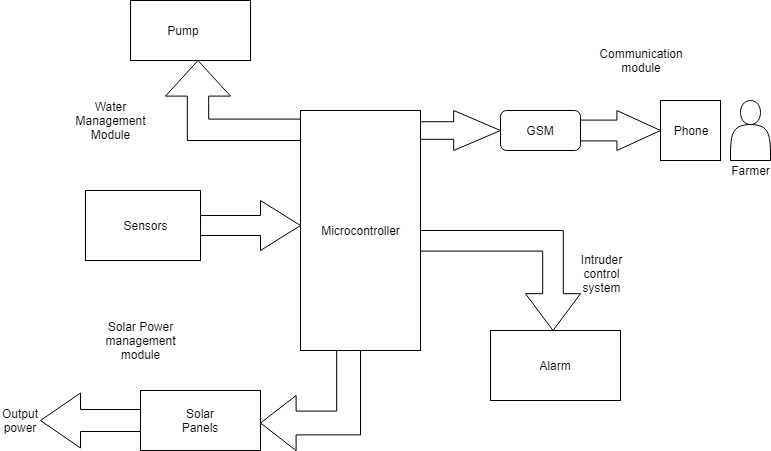 Pump
Communication
module
Water
Management
Module
GSM
Phone
Farmer
Sensors
Microcontroller
Intruder
control
system
Solar Power
management
module
Alarm
Output
power
Solar
Panels